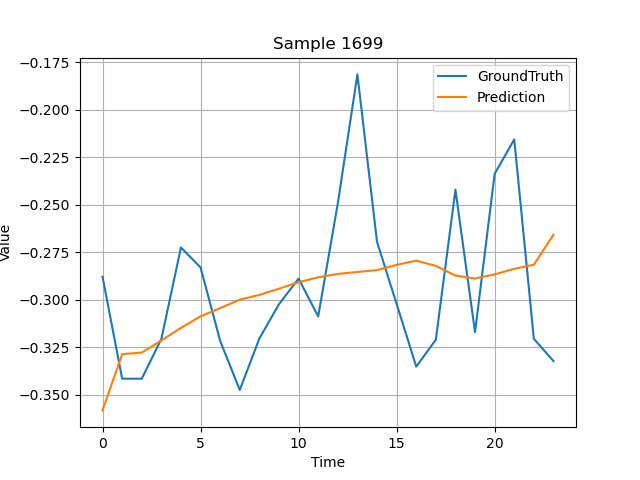 Sample 1699
GroundTruth
Prediction
−0.175
−0.200
−0.225
−0.250
−0.275
−0.300
−0.325
−0.350
Value
0 5 10 15 20
Time